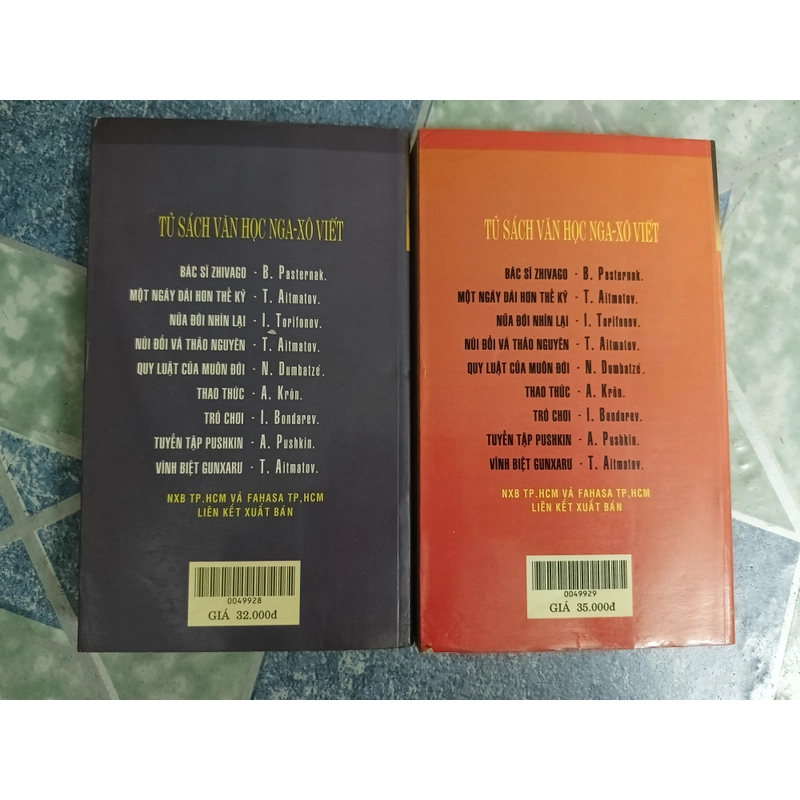 TỦ SÁCH VĂN HỌC NGA-XÔ VIẾT
BÁC SĨ ZHIVAGO - B. Pasternak.
MỘT NGÀY DÀI HƠN THẾ KỶ - T. Aitmatov.
NỬA ĐỜI NHÌN LẠI - I. Torifonov.
NÚI ĐỒI VÀ THẢO NGUYÊN - T. Aitmatov.
QUY LUẬT CỦA MUÔN ĐỜI - N. Dumbatzé.
THAO THỨC - A. Krôn.
TRÒ CHƠI - I. Bondarev.
TUYỂN TẬP PUSHKIN - A. Pushkin.
VĨNH BIỆT GUNXARU - T. Aitmatov.
NXB TP.HCM VÀ FAHASA TP,HCM
LIÊN KẾT XUẤT BẢN
0049928
GIÁ 32.000đ
TỦ SÁCH VĂN HỌC NGA-XÔ VIẾT
BÁC SĨ ZHIVAGO - B. Pasternak.
MỘT NGÀY DÀI HƠN THẾ KỶ - T. Aitmatov.
NỬA ĐỜI NHÌN LẠI - I. Torifonov.
NÚI ĐỒI VÀ THẢO NGUYÊN - T. Aitmatov.
QUY LUẬT CỦA MUÔN ĐỜI - N. Dumbatzé.
THAO THỨC - A. Krôn.
TRÒ CHƠI - I. Bondarev.
TUYỂN TẬP PUSHKIN - A. Pushkin.
VĨNH BIỆT GUNXARU - T. Aitmatov.
NXB TP.HCM VÀ FAHASA TP,HCM
LIÊN KẾT XUẤT BẢN
0049929
GIÁ 35.000đ